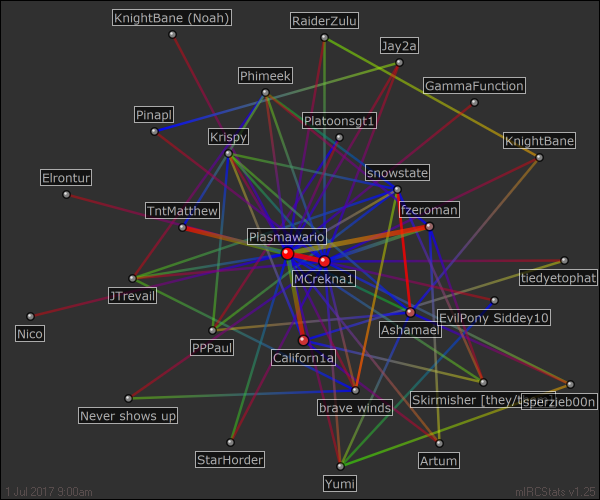 KnightBane (Noah)
RaiderZulu
Jay2a
Phimeek
GammaFunction
Pinapl
Platoonsgt1
Krispy
KnightBane
snowstate
Elrontur
fzeroman
TntMatthew
Plasmawario
MCrekna1
tiedyetophat
JTrevail
EvilPony Siddey10
Nico
Ashamael
PPPaul
Californ1a
Skirmisher [they/
sperzieb00n
brave winds
Never shows up
StarHorder
Artum
Yumi
1 Jul 2017 9:00am
mIRCStats v1.25